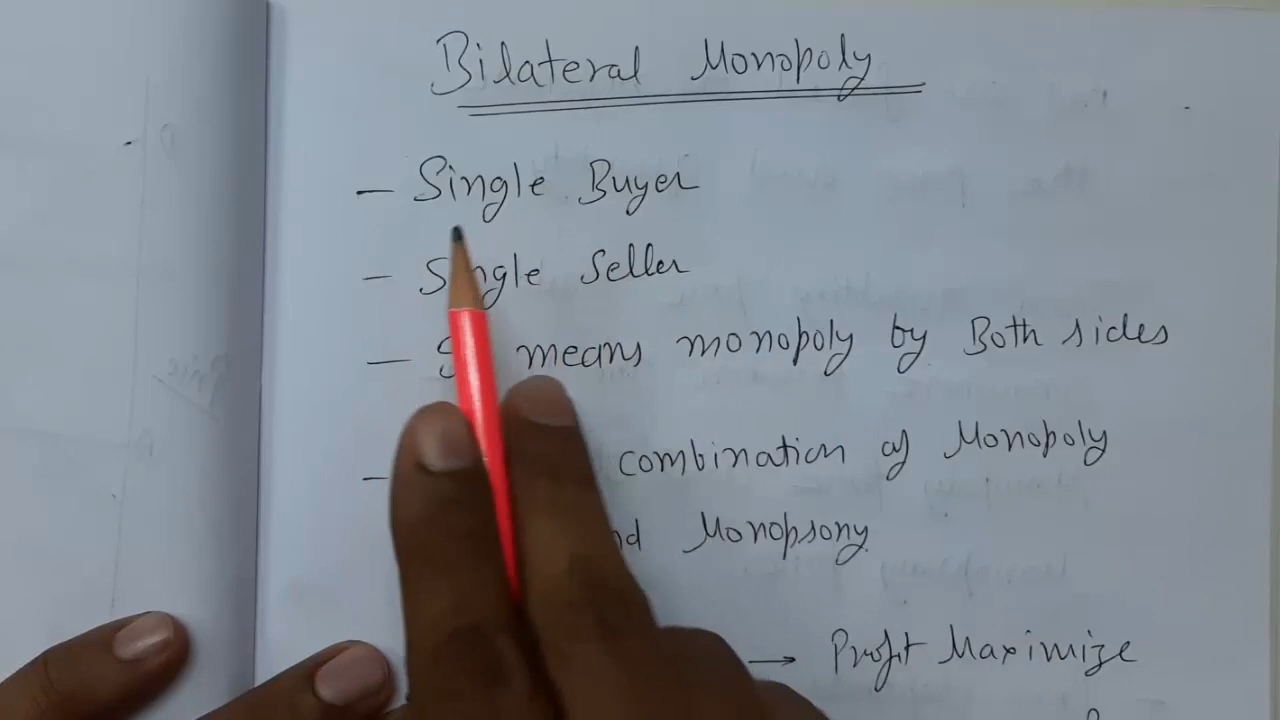 Bilateral Monopoly
- Single Buyer
- Single Seller
- means monopoly by Both sides
- combination of Monopoly
Monopsony
→ Profit Maximize